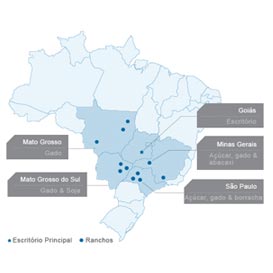 Goiás
Escritório
Mato Grosso
Gado
Minas Gerais
Açúcar, gado &
abacaxi
Mato Grosso do Sul
Gado & Soja
São Paulo
Açúcar, gado & borracha
Escritório Principal
Ranchos